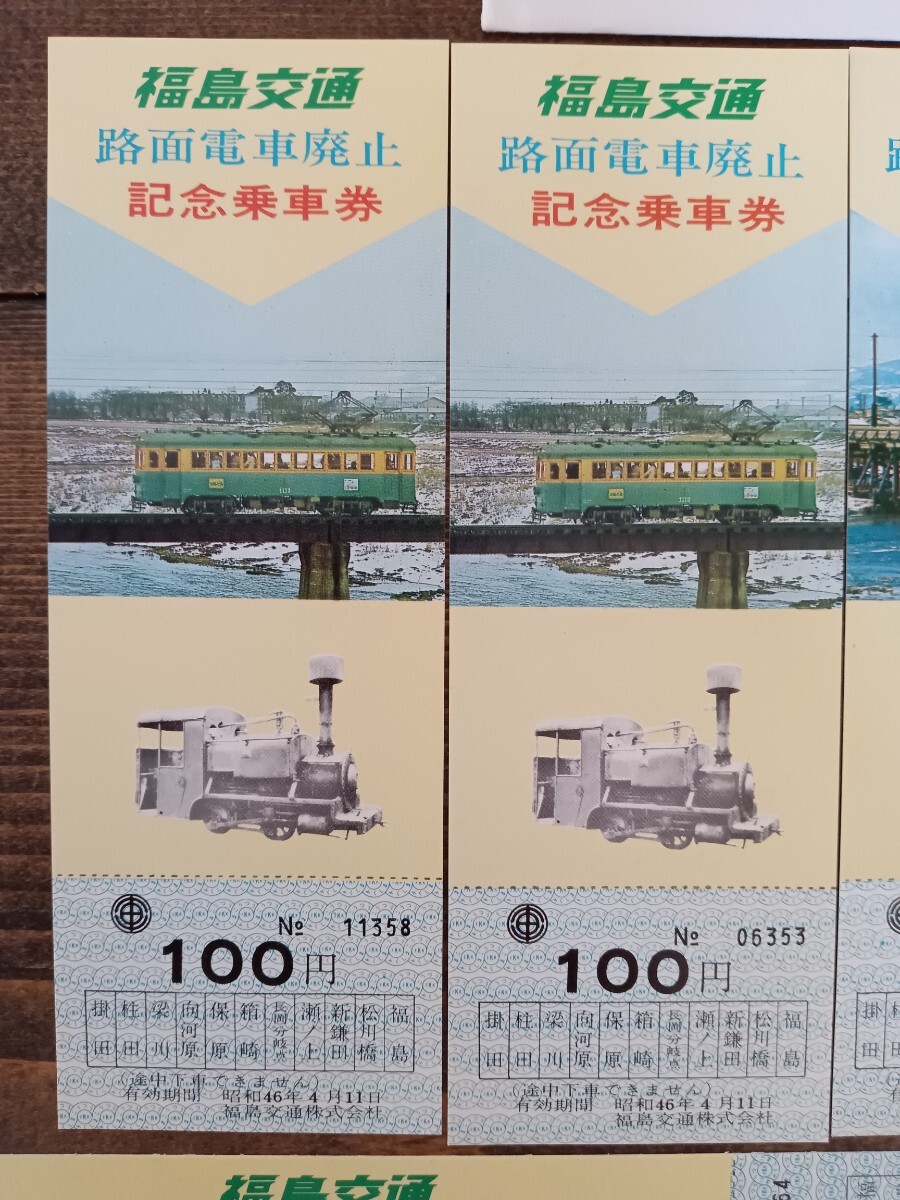 福島交通
路面電車廃止
記念乗車券
№ 11358
100円
掛田 柱田 梁川 向河原 保原 箱崎 長岡分岐点 瀬ノ上 新鎌田 松川橋 福島
(途中下車できません)
有効期間 昭和46年4月11日
福島交通株式会社
福島交通
路面電車廃止
記念乗車券
№ 06353
100円
掛田 柱田 梁川 向河原 保原 箱崎 長岡分岐点 瀬ノ上 新鎌田 松川橋 福島
(途中下車できません)
有効期間 昭和46年4月11日
福島交通株式会社
福島交通